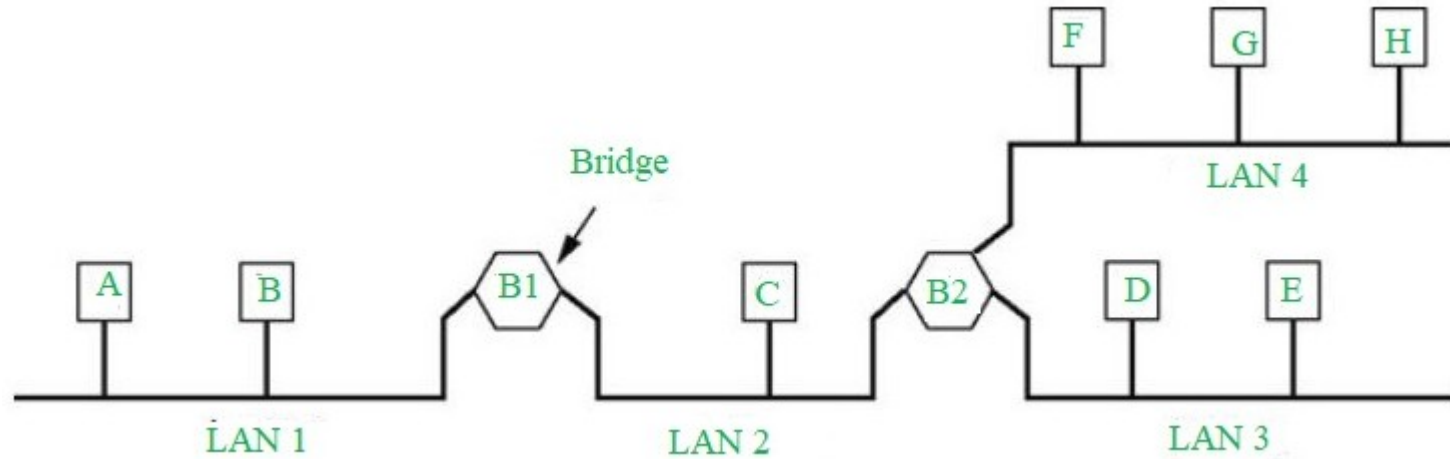 F G H
LAN 4
Bridge
A B B1 C B2 D E
LAN 1 LAN 2 LAN 3